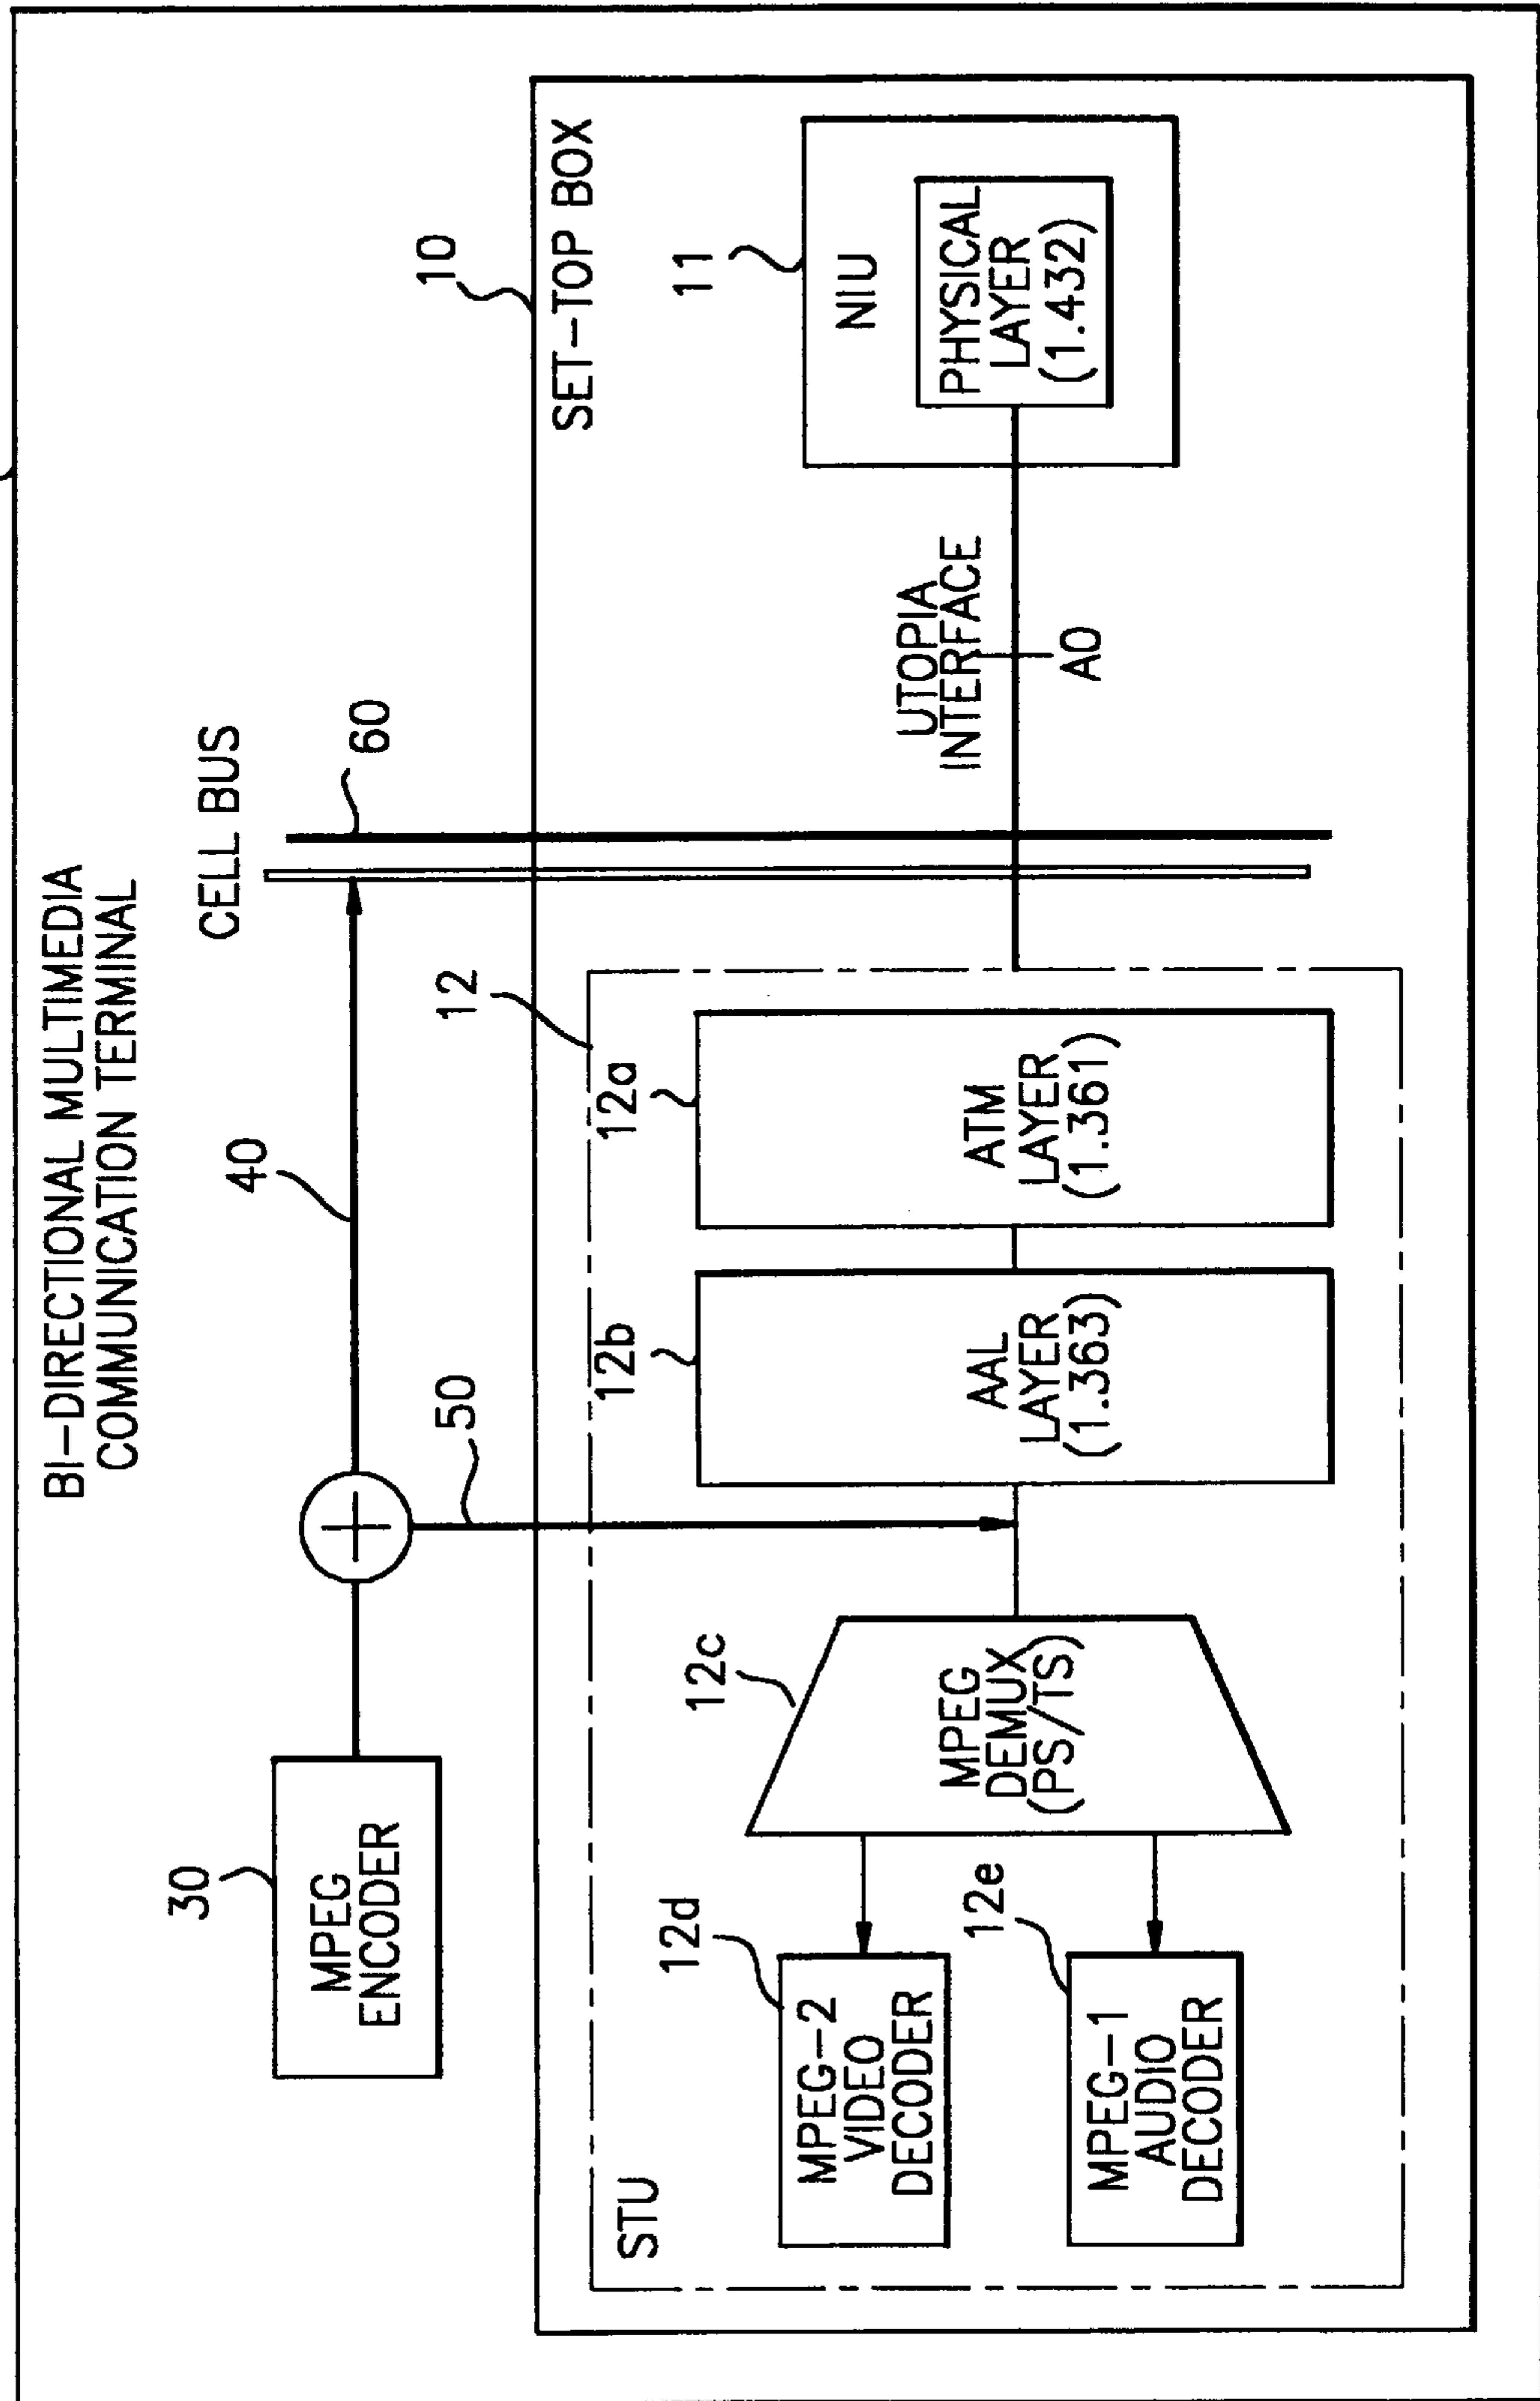 BI-DIRECTIONAL MULTIMEDIA
COMMUNICATION TERMINAL
30
MPEG
ENCODER
40
50
CELL BUS
60
10
SET-TOP BOX
STU
12
12d
MPEG-2
VIDEO
DECODER
12e
MPEG-1
AUDIO
DECODER
12c
MPEG
DEMUX
(PS/TS)
12b
AAL
LAYER
(1.363)
12a
ATM
LAYER
(1.361)
UTOPIA
INTERFACE
A0
11
NIU
PHYSICAL
LAYER
(1.432)